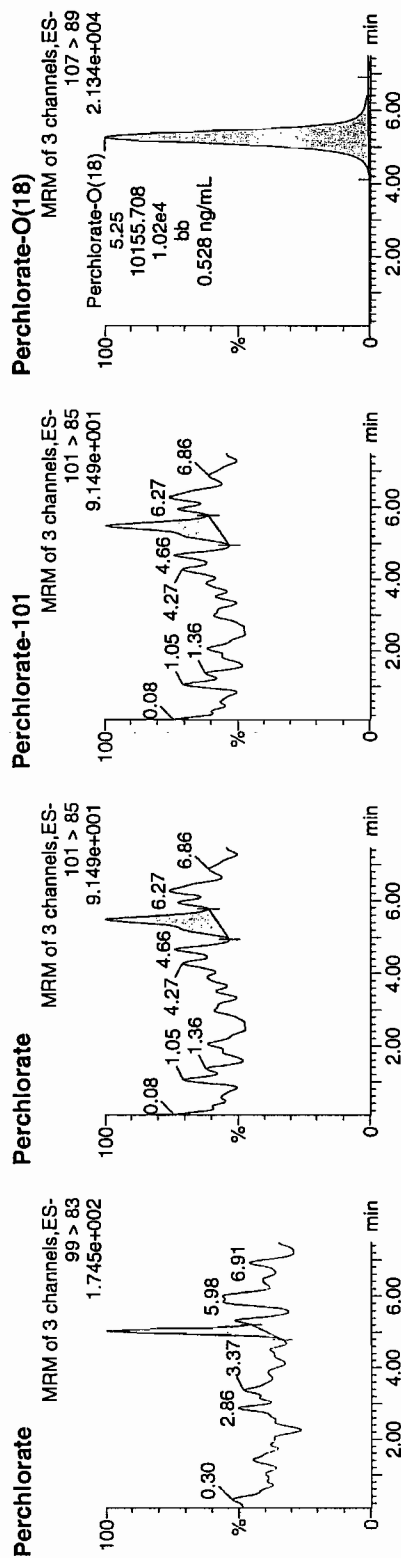 Perchlorate
MRM of 3 channels,ES-
99 > 83
1.745e+002
100
%
0
0.30
2.86
3.37
5.98
6.91
2.00
4.00
6.00
min
Perchlorate
MRM of 3 channels,ES-
101 > 85
9.149e+001
100
%
0
0.08
1.05
1.36
4.27
4.66
6.27
6.86
2.00
4.00
6.00
min
Perchlorate-101
MRM of 3 channels,ES-
101 > 85
9.149e+001
100
%
0
0.08
1.05
1.36
4.27
4.66
6.27
6.86
2.00
4.00
6.00
min
Perchlorate-O(18)
MRM of 3 channels,ES-
107 > 89
2.134e+004
100
%
0
Perchlorate-O(18)
5.25
10155.708
1.02e4
bb
0.528 ng/mL
2.00
4.00
6.00
min